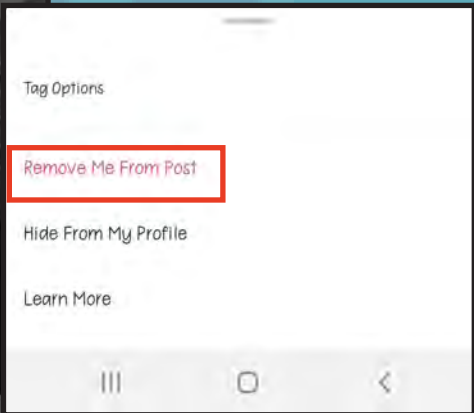 Tag Options
Remove Me From Post
Hide From My Profile
Learn More